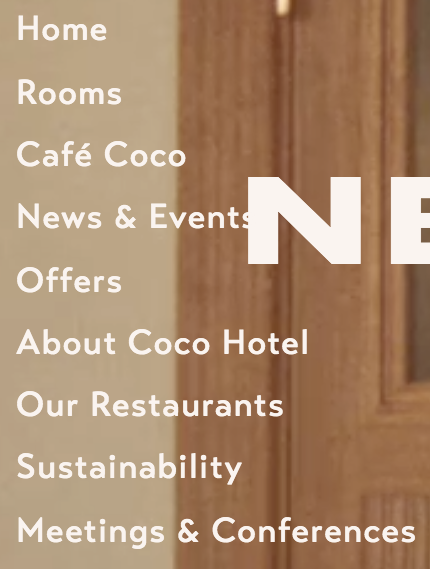 Home
Rooms
Café Coco
News & Events
NE
Offers
About Coco Hotel
Our Restaurants
Sustainability
Meetings & Conferences